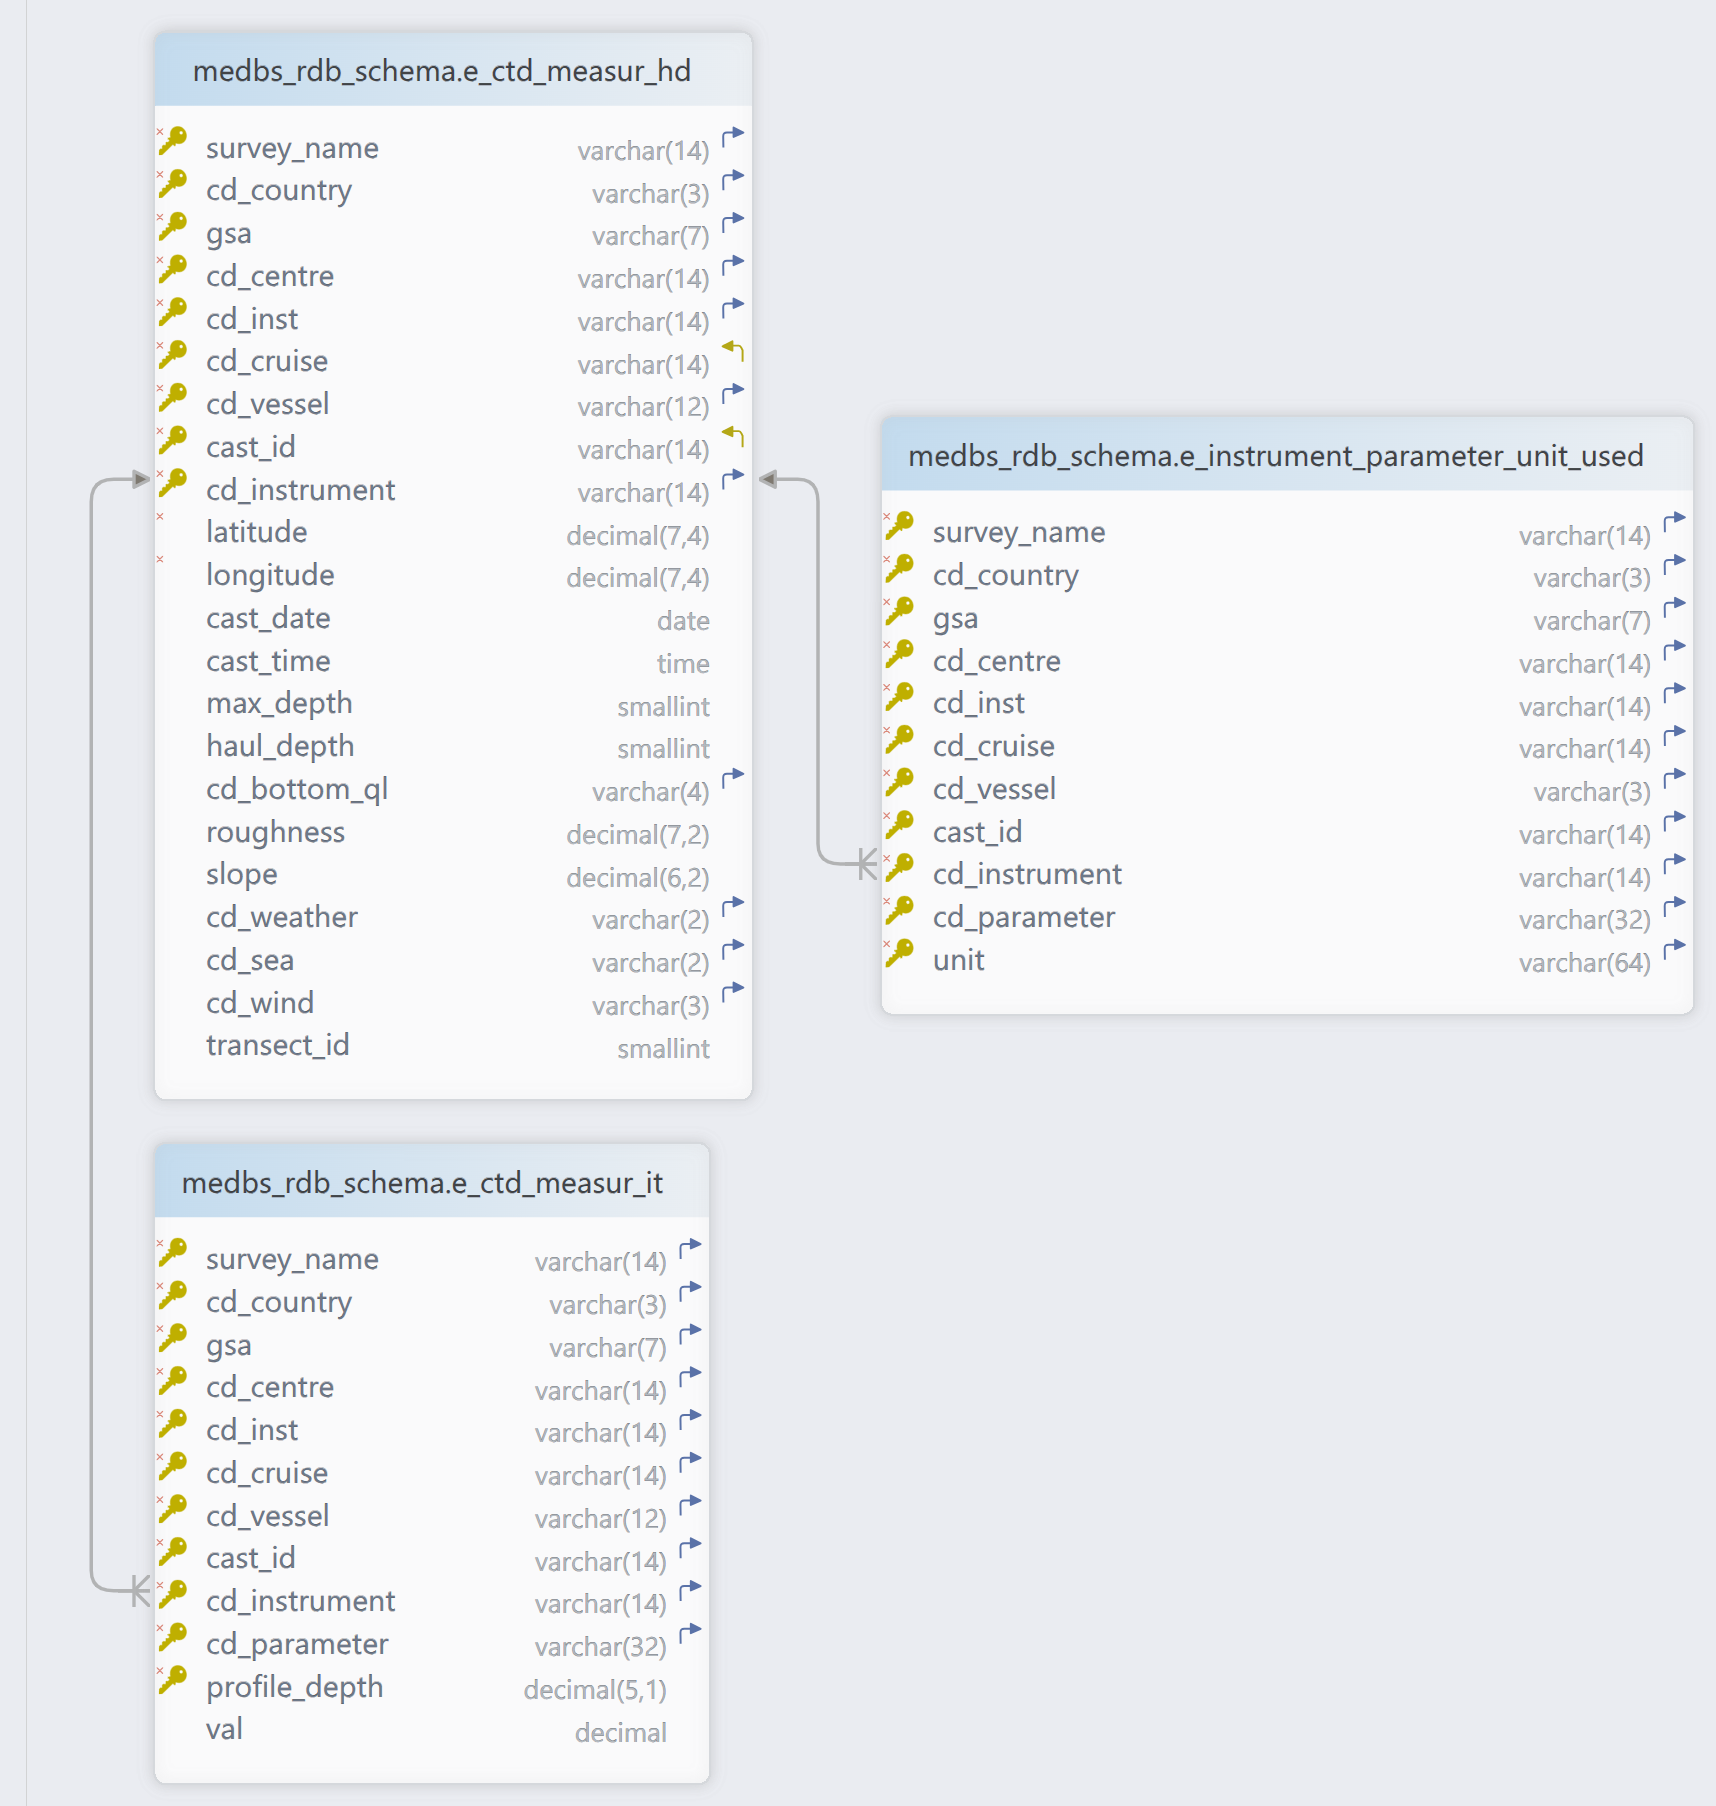 medbs_rdb_schema.e_ctd_measur_hd
survey_name varchar(14)
cd_country varchar(3)
gsa varchar(7)
cd_centre varchar(14)
cd_inst varchar(14)
cd_cruise varchar(14)
cd_vessel varchar(12)
cast_id varchar(14)
cd_instrument varchar(14)
latitude decimal(7,4)
longitude decimal(7,4)
cast_date date
cast_time time
max_depth smallint
haul_depth smallint
cd_bottom_ql varchar(4)
roughness decimal(7,2)
slope decimal(6,2)
cd_weather varchar(2)
cd_sea varchar(2)
cd_wind varchar(3)
transect_id smallint
medbs_rdb_schema.e_instrument_parameter_unit_used
survey_name varchar(14)
cd_country varchar(3)
gsa varchar(7)
cd_centre varchar(14)
cd_inst varchar(14)
cd_cruise varchar(14)
cd_vessel varchar(3)
cast_id varchar(14)
cd_instrument varchar(14)
cd_parameter varchar(32)
unit varchar(64)
medbs_rdb_schema.e_ctd_measur_it
survey_name varchar(14)
cd_country varchar(3)
gsa varchar(7)
cd_centre varchar(14)
cd_inst varchar(14)
cd_cruise varchar(14)
cd_vessel varchar(12)
cast_id varchar(14)
cd_instrument varchar(14)
cd_parameter varchar(32)
profile_depth decimal(5,1)
val decimal